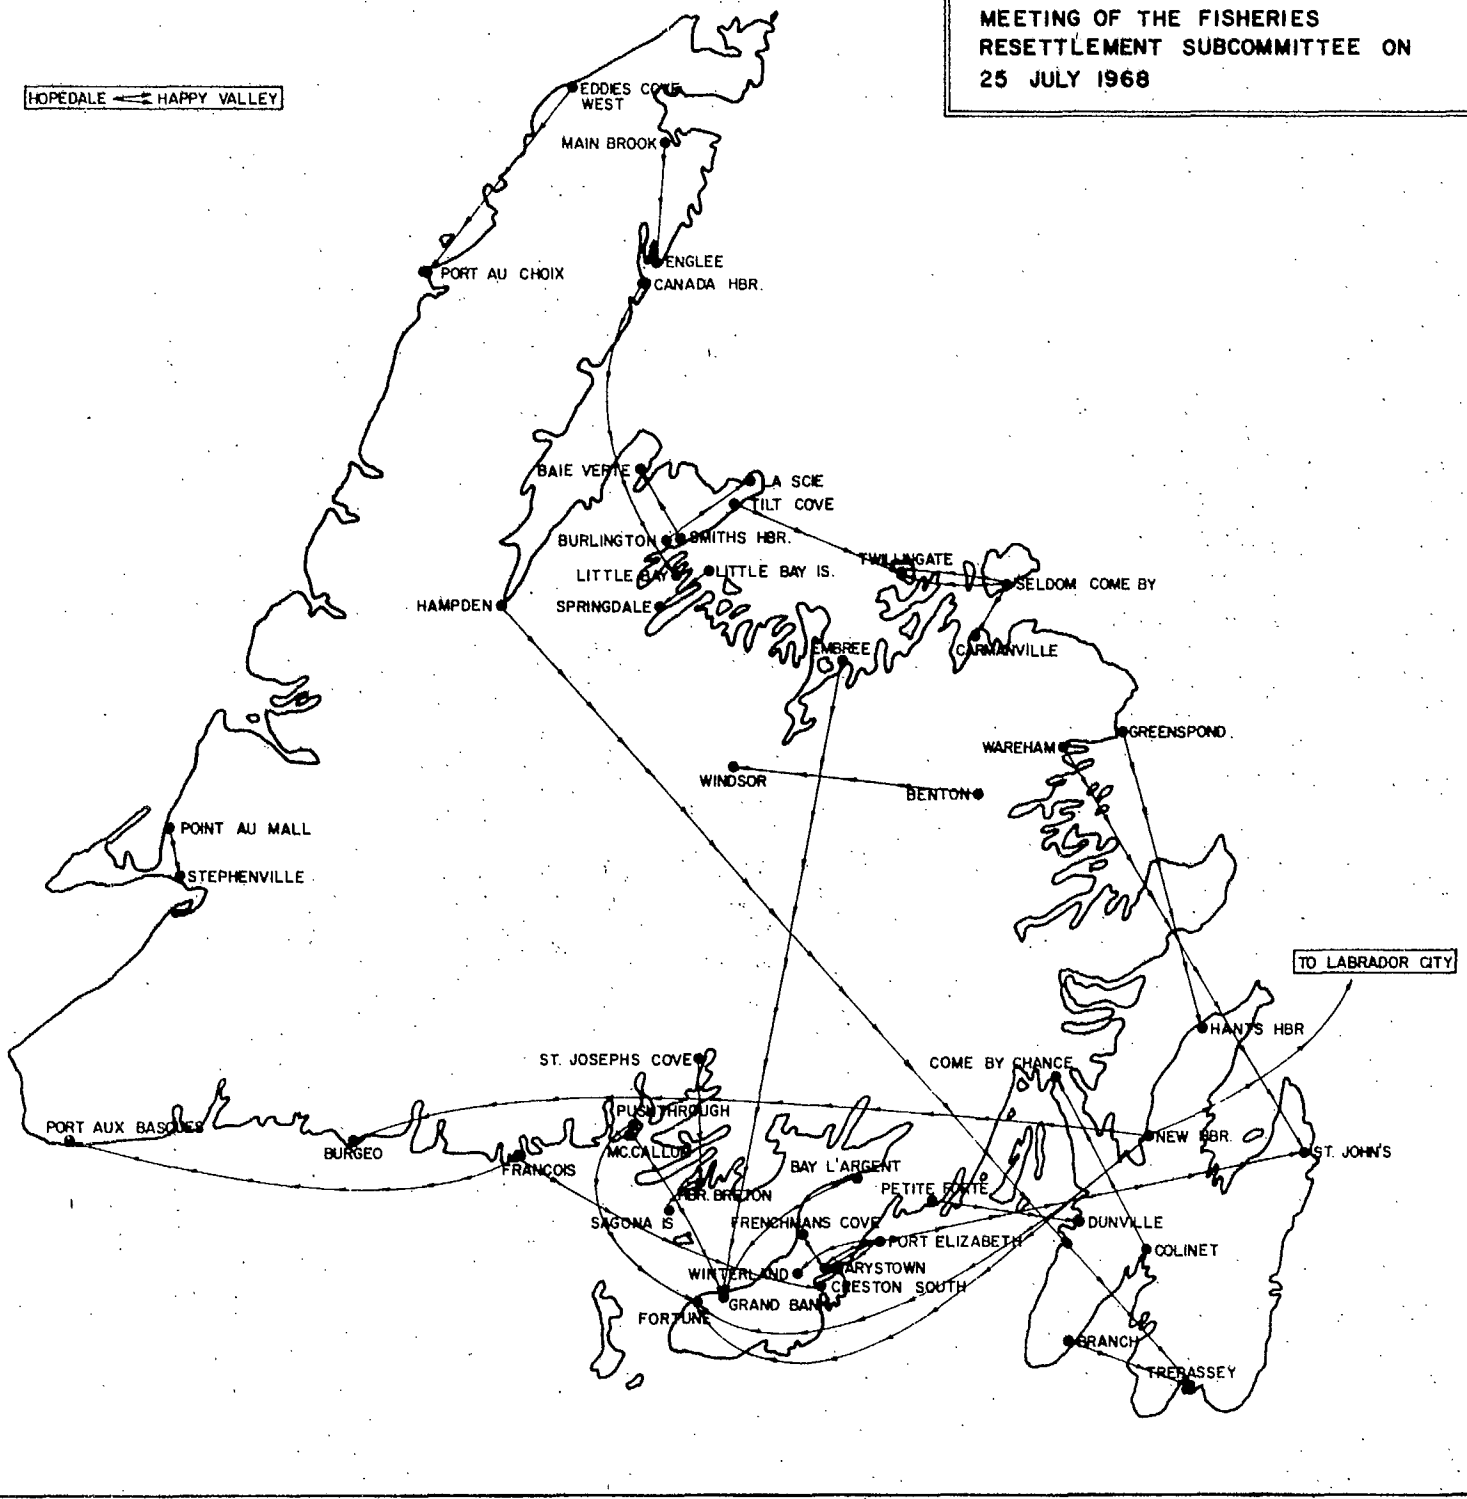 MEETING OF THE FISHERIES
RESETTLEMENT SUBCOMMITTEE ON
25 JULY 1968
HOPEDALE HAPPY VALLEY
EDDIES COVE
WEST
MAIN BROOK
ENGLEE
PORT AU CHOIX
CANADA HBR.
BAIE VERTE
LA SCIE
TILT COVE
BURLINGTON
SMITHS HBR.
TWILLINGATE
LITTLE BAY
LITTLE BAY IS.
SELDOM COME BY
HAMPDEN
SPRINGDALE
EMBREE
CARMANVILLE
GREENSPOND
WAREHAM
WINDSOR
BENTON
POINT AU MALL
STEPHENVILLE
TO LABRADOR CITY
HANTS HBR
ST. JOSEPHS COVE
COME BY CHANCE
PUSHTHROUGH
PORT AUX BASQUES
NEW HBR.
BURGEO
MC.CALLUM
ST. JOHN'S
FRANCOIS
BAY L'ARGENT
PETITE FORTE
HBR. BRETON
SAGONA IS
FRENCHMANS COVE
DUNVILLE
PORT ELIZABETH
COLINET
WINTERLAND
MARYSTOWN
CRESTON SOUTH
GRAND BANK
FORTUNE
BRANCH
TREPASSEY